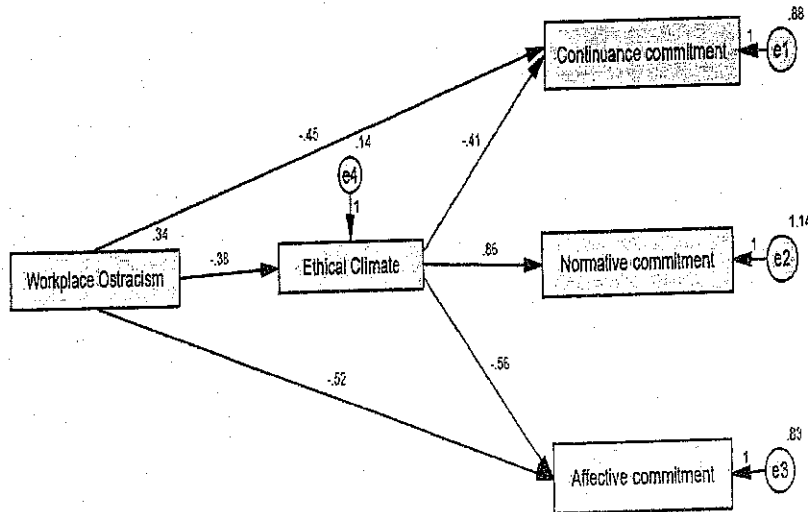 .88
Continuance commitment
1
e1
-.45
.14
-.41
e4
1
.34
1.14
Workplace Ostracism
-.38
Ethical Climate
.86
Normative commitment
1
e2
-.52
-.56
.83
Affective commitment
1
e3